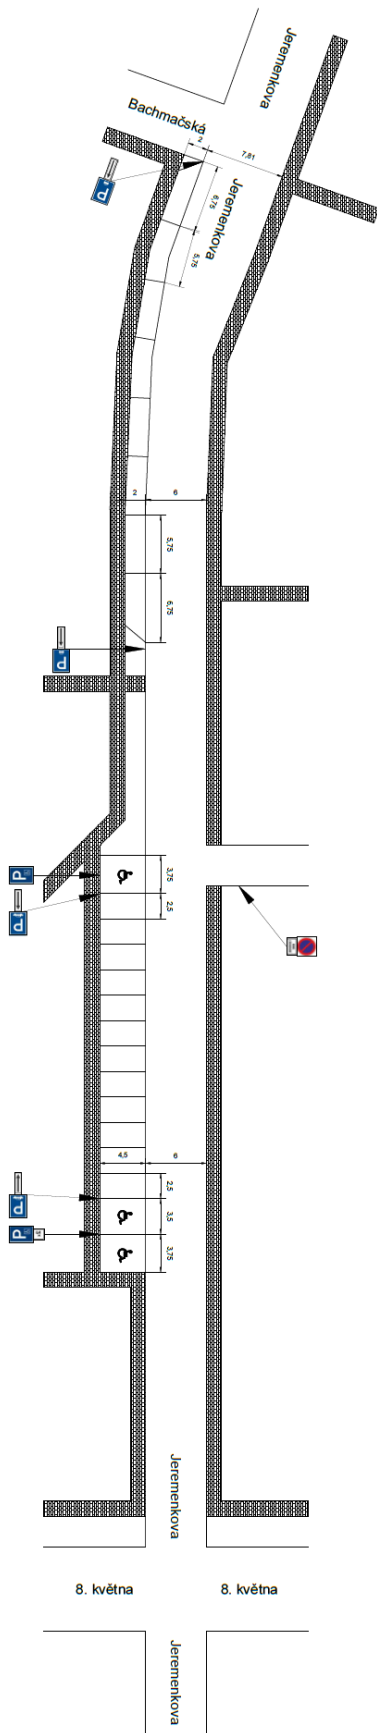 Jeremenkova
Bachmačská
2
7,81
Jeremenkova
6,75
5,75
2
6
5,75
6,75
P
P
P
3,75
2,5
P
4,5
6
2,5
3,5
3,75
P
P
Jeremenkova
8. května
8. května
Jeremenkova